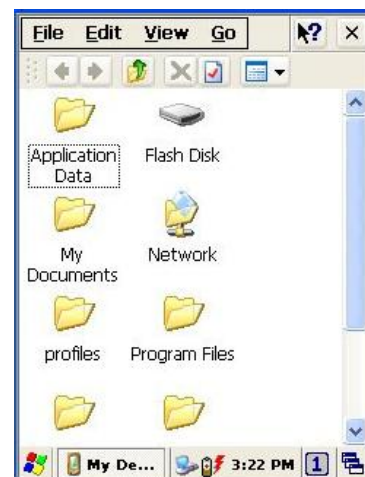 File Edit View Go ?
Application Data Flash Disk
My Documents Network
profiles Program Files
My De... 3:22 PM 1